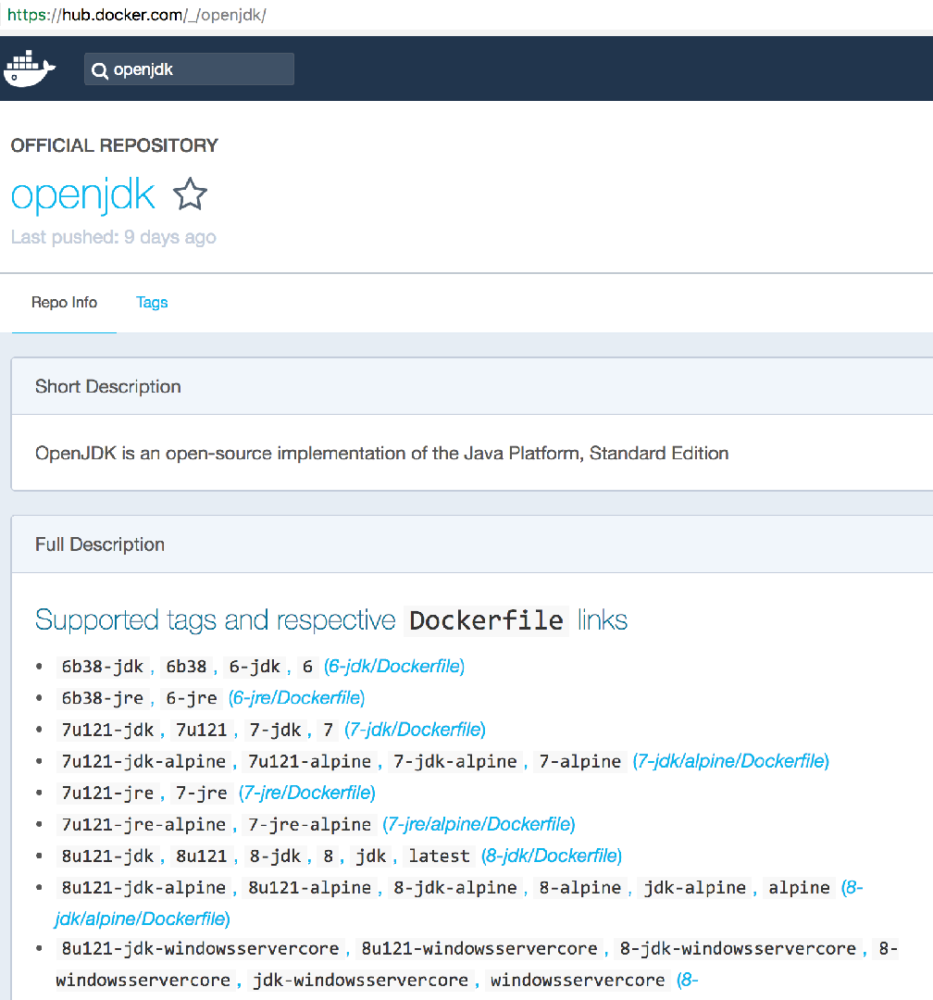 https://hub.docker.com/_/openjdk/
openjdk
OFFICIAL REPOSITORY
openjdk
Last pushed: 9 days ago
Repo Info Tags
Short Description
OpenJDK is an open-source implementation of the Java Platform, Standard Edition
Full Description
Supported tags and respective Dockerfile links
• 6b38-jdk , 6b38 , 6-jdk , 6 (6-jdk/Dockerfile)
• 6b38-jre , 6-jre (6-jre/Dockerfile)
• 7u121-jdk , 7u121 , 7-jdk , 7 (7-jdk/Dockerfile)
• 7u121-jdk-alpine , 7u121-alpine , 7-jdk-alpine , 7-alpine (7-jdk/alpine/Dockerfile)
• 7u121-jre , 7-jre (7-jre/Dockerfile)
• 7u121-jre-alpine , 7-jre-alpine (7-jre/alpine/Dockerfile)
• 8u121-jdk , 8u121 , 8-jdk , 8 , jdk , latest (8-jdk/Dockerfile)
• 8u121-jdk-alpine , 8u121-alpine , 8-jdk-alpine , 8-alpine , jdk-alpine , alpine (8-
jdk/alpine/Dockerfile)
• 8u121-jdk-windowsservercore , 8u121-windowsservercore , 8-jdk-windowsservercore , 8-
windowsservercore , jdk-windowsservercore , windowsservercore (8-